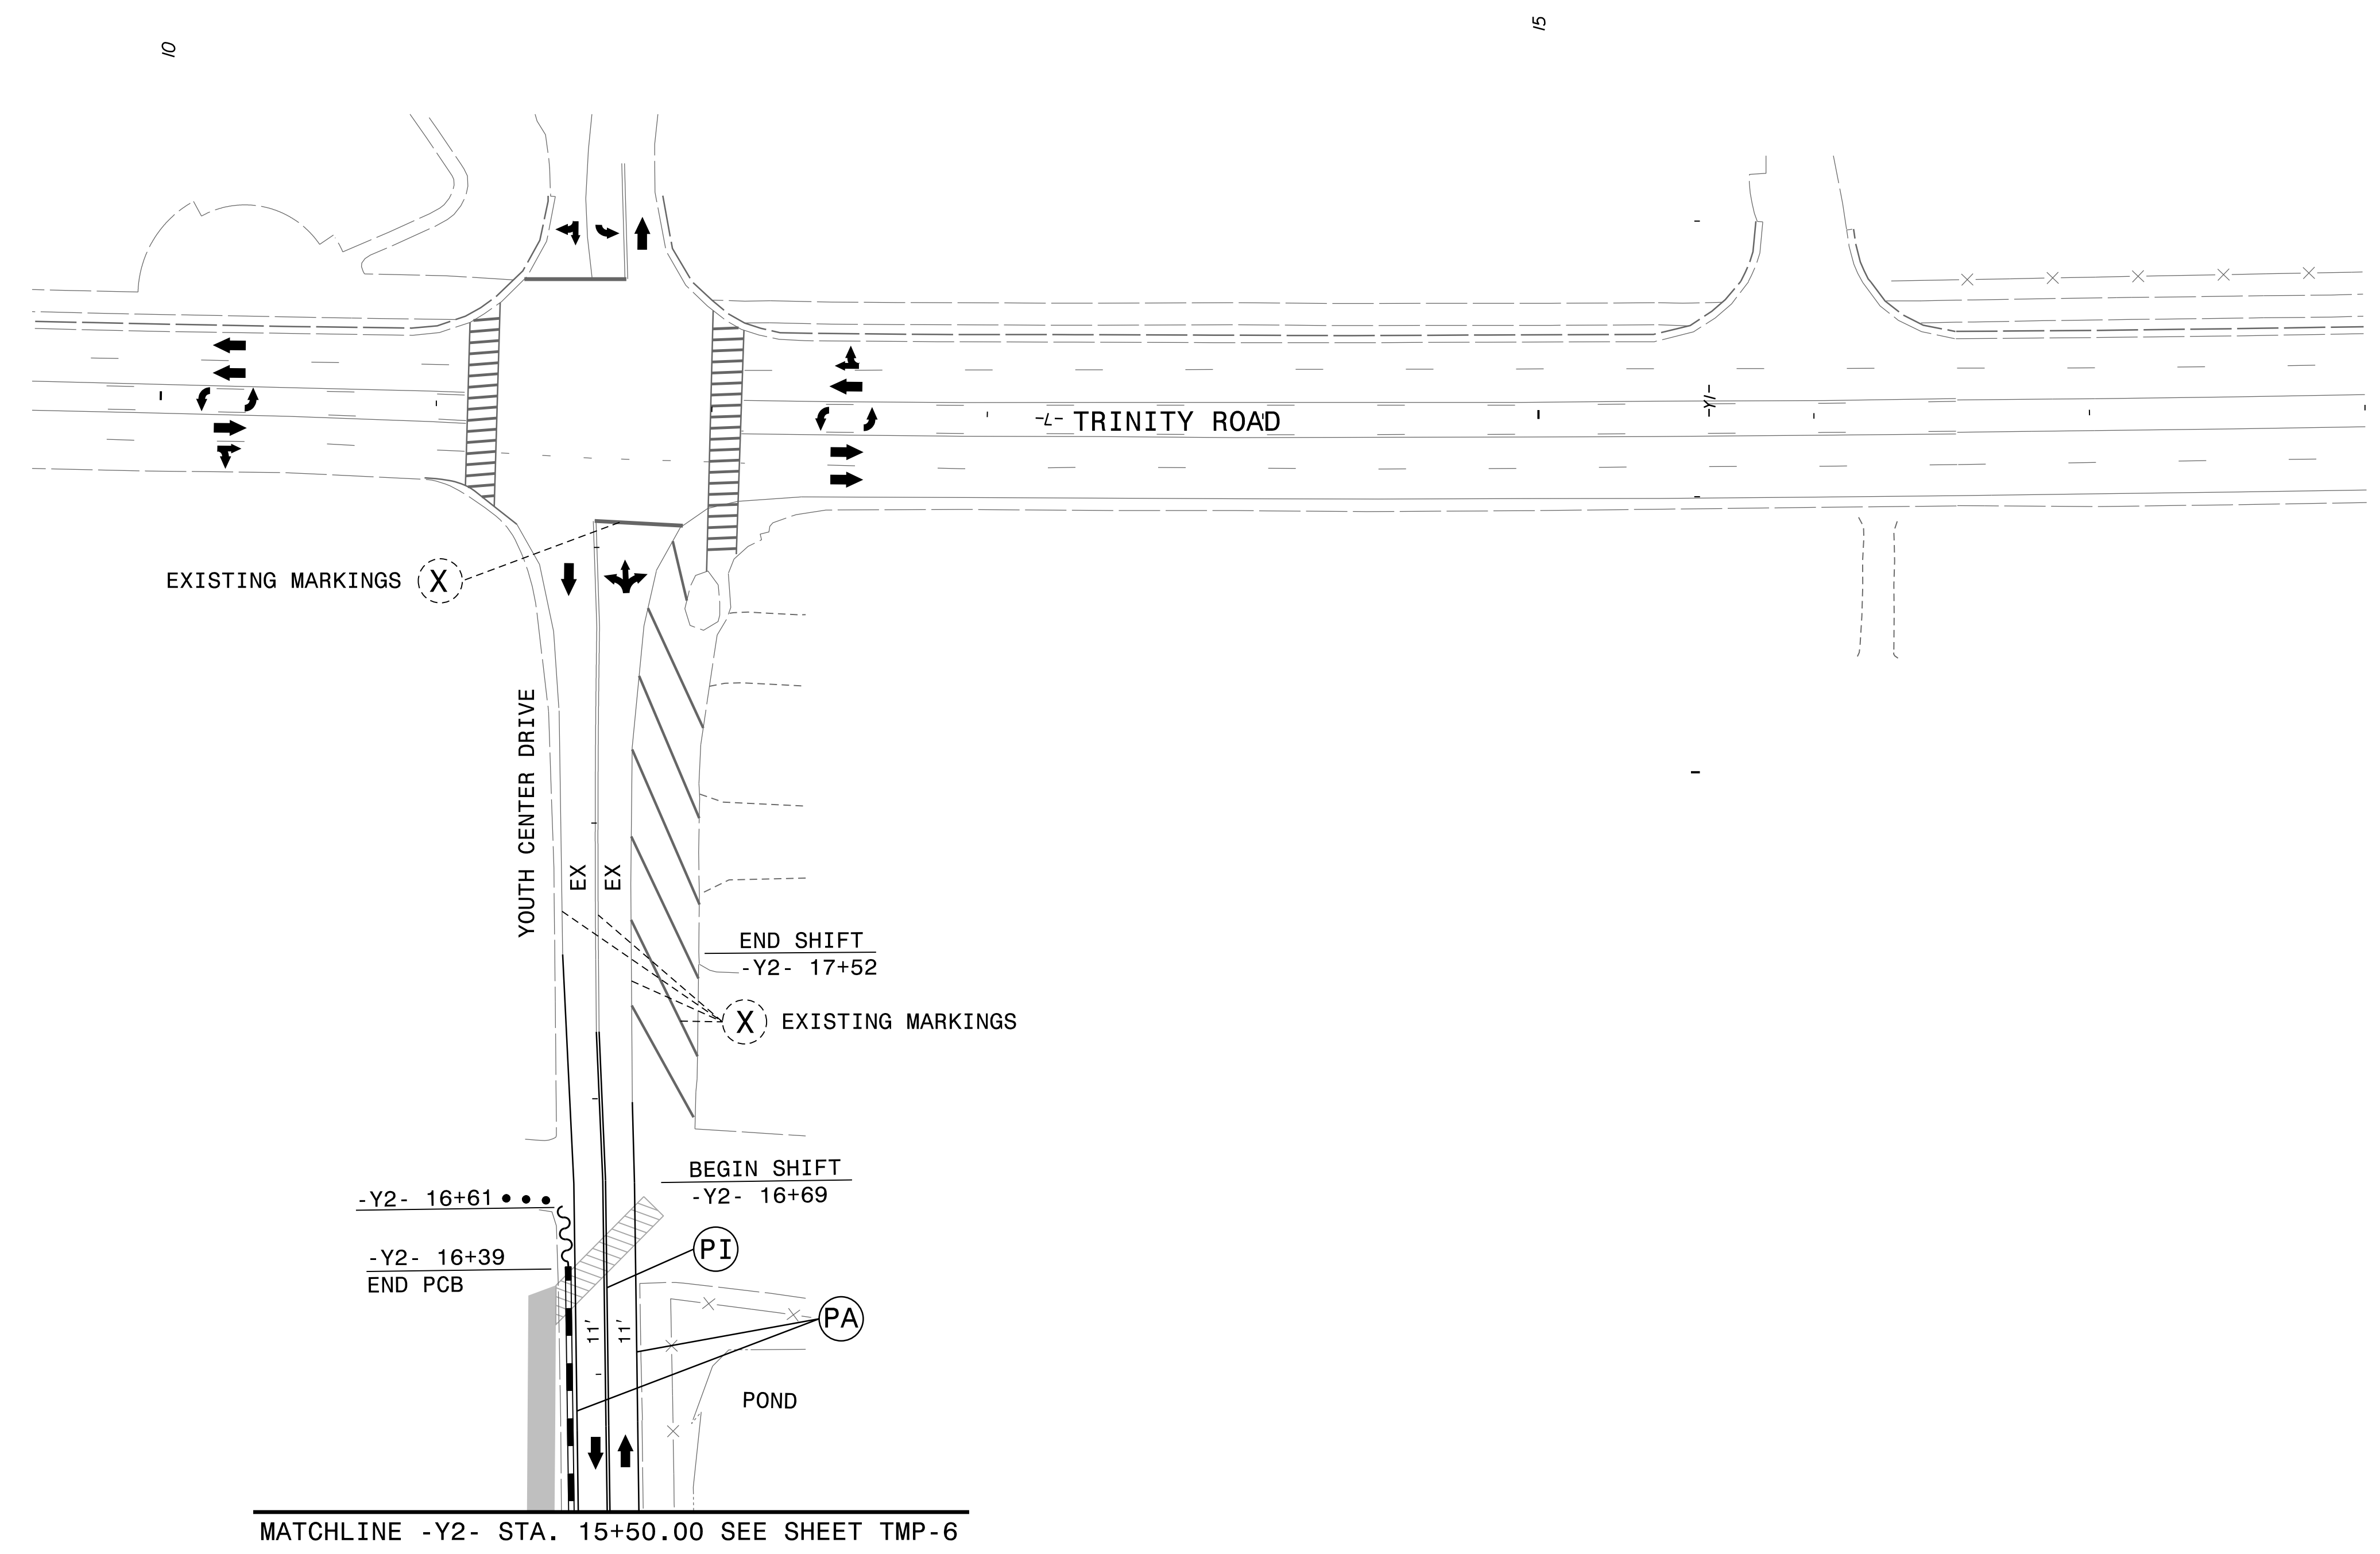 10
15
-L- TRINITY ROAD
-Y1-
EXISTING MARKINGS X
YOUTH CENTER DRIVE
EX
EX
END SHIFT
-Y2- 17+52
X EXISTING MARKINGS
BEGIN SHIFT
-Y2- 16+69
-Y2- 16+61
PI
-Y2- 16+39
END PCB
11'
11'
PA
POND
MATCHLINE -Y2- STA. 15+50.00 SEE SHEET TMP-6